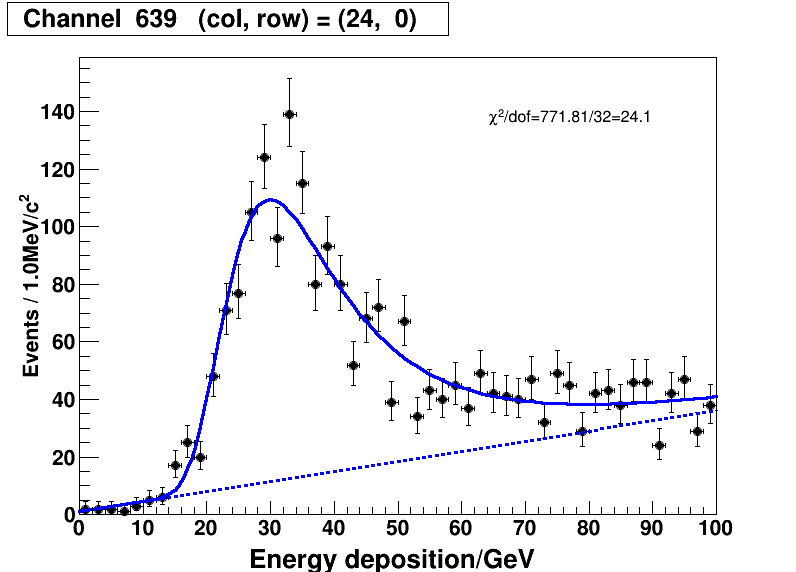 Channel 639 (col, row) = (24, 0)
χ²/dof=771.81/32=24.1
Events / 1.0MeV/c²
140
120
100
80
60
40
20
0
0 10 20 30 40 50 60 70 80 90 100
Energy deposition/GeV